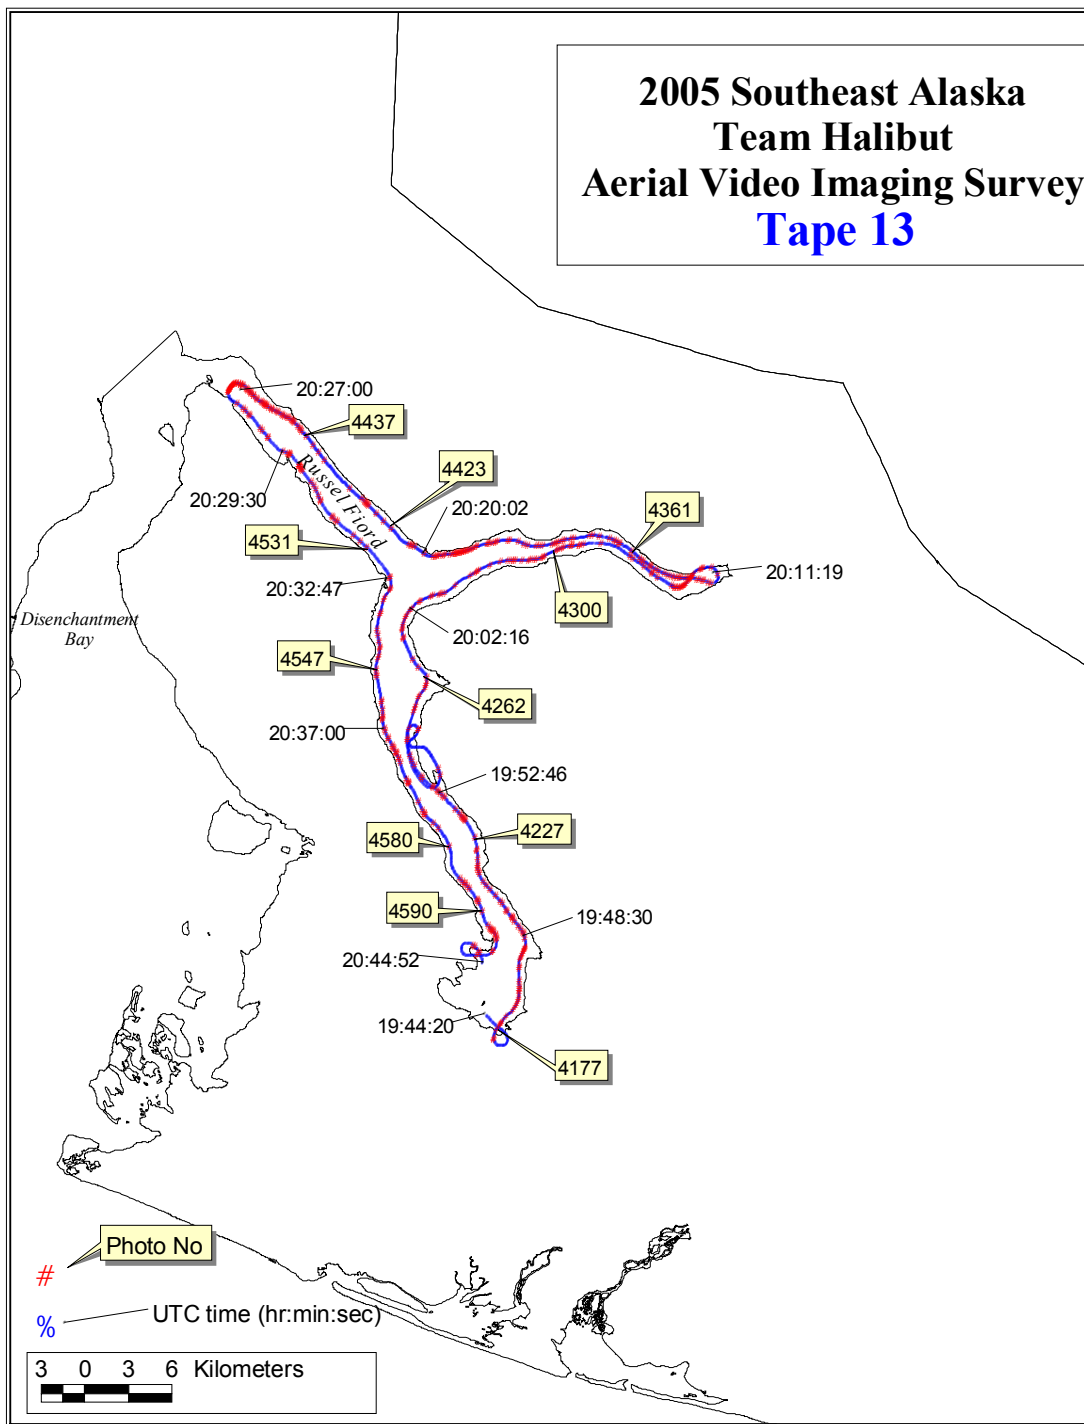 2005 Southeast Alaska
Team Halibut
Aerial Video Imaging Survey
Tape 13
20:27:00
4437
Russel Fiord
4423
20:29:30
20:20:02
4361
4531
20:11:19
20:32:47
4300
Disenchantment
Bay
20:02:16
4547
4262
20:37:00
19:52:46
4580
4227
4590
19:48:30
20:44:52
19:44:20
4177
Photo No
#
UTC time (hr:min:sec)
%
3 0 3 6 Kilometers